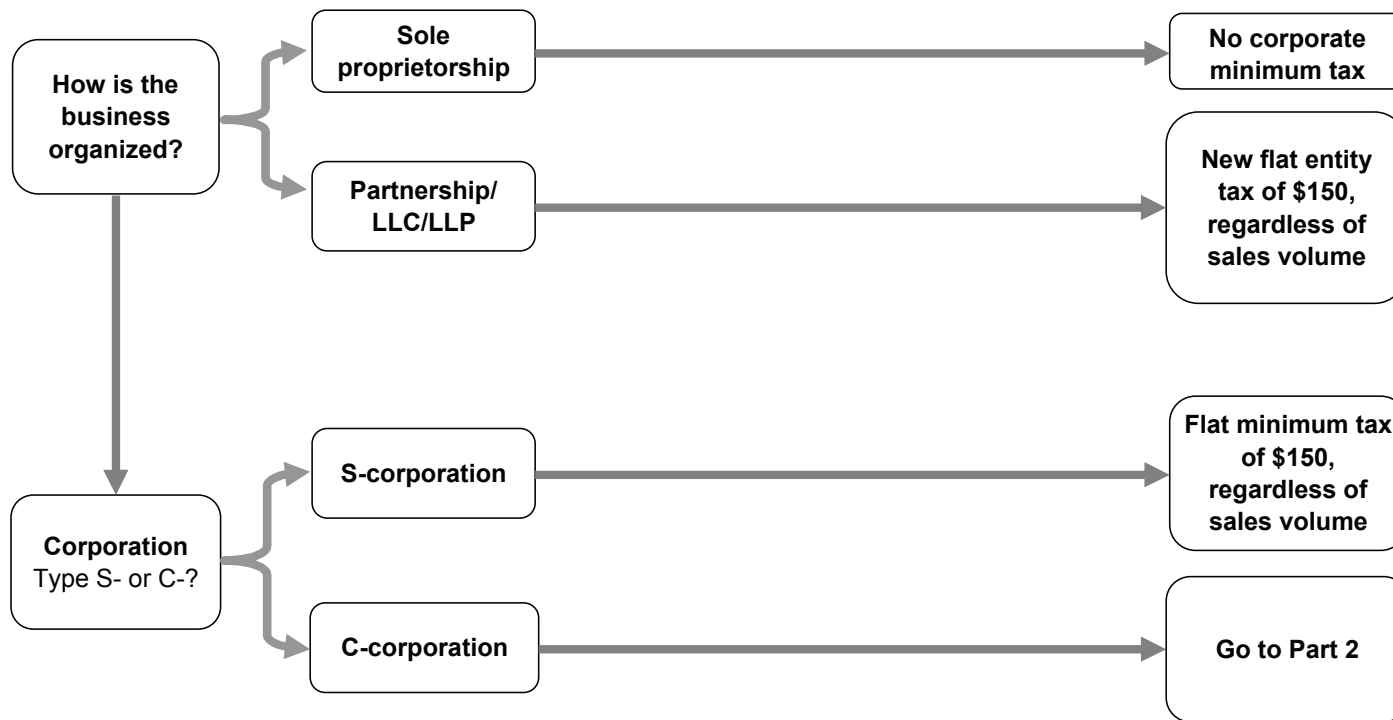 How is the
business
organized?
Sole
proprietorship
No corporate
minimum tax
Partnership/
LLC/LLP
New flat entity
tax of $150,
regardless of
sales volume
Corporation
Type S- or C-?
S-corporation
Flat minimum tax
of $150,
regardless of
sales volume
C-corporation
Go to Part 2